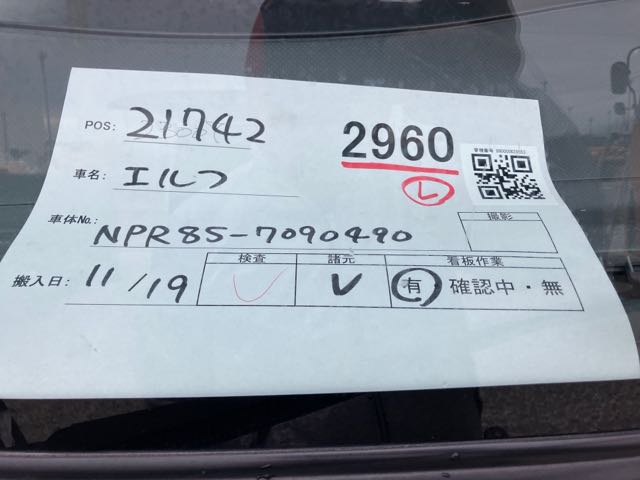 POS: 21742
2960
L
車名: エルフ
車体No.: NPR85-7090490
撮影
搬入日: 11/19
検査 諸元 看板作業
有・確認中・無